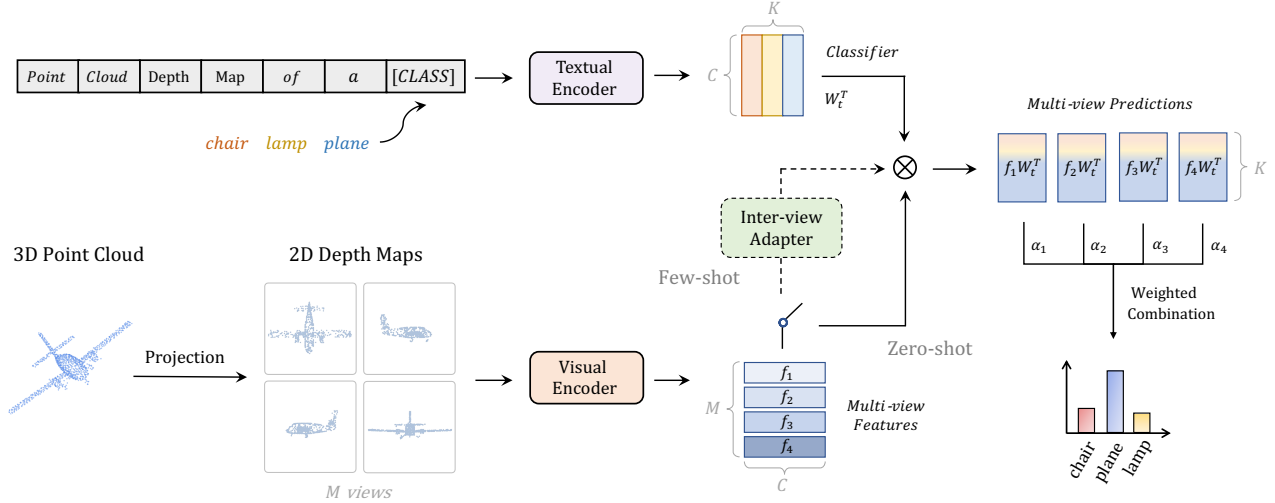 Point Cloud Depth Map of a [CLASS]
chair lamp plane
Textual
Encoder
K
C
Classifier
W_t^T
Multi-view Predictions
f_1W_t^T f_2W_t^T f_3W_t^T f_4W_t^T
K
Inter-view
Adapter
Few-shot
Zero-shot
α_1 α_2 α_3 α_4
Weighted
Combination
3D Point Cloud
2D Depth Maps
Projection
M views
Visual
Encoder
M
f_1
f_2
f_3
f_4
C
Multi-view
Features
chair
plane
lamp